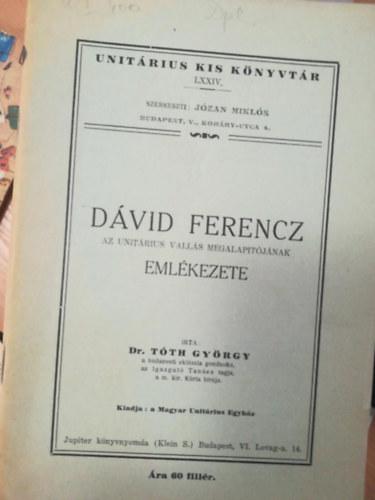 UNITÁRIUS KIS KÖNYVTÁR
LXXIV.
SZERKESZTI: JÓZAN MIKLÓS
BUDAPEST, V., KOHÁRY-UTCA 4.
DÁVID FERENCZ
AZ UNITÁRIUS VALLÁS MEGALAPITÓJÁNAK
EMLÉKEZETE
IRTA:
Dr. TÓTH GYÖRGY
a budapesti eklézsia gondnoka,
az Igazgató Tanács tagja,
a m. kir. Kúria birája.
Kiadja: a Magyar Unitárius Egyház
Jupiter könyvnyomda (Klein S.) Budapest, VI. Lovag-u. 14.
Ára 60 fillér.